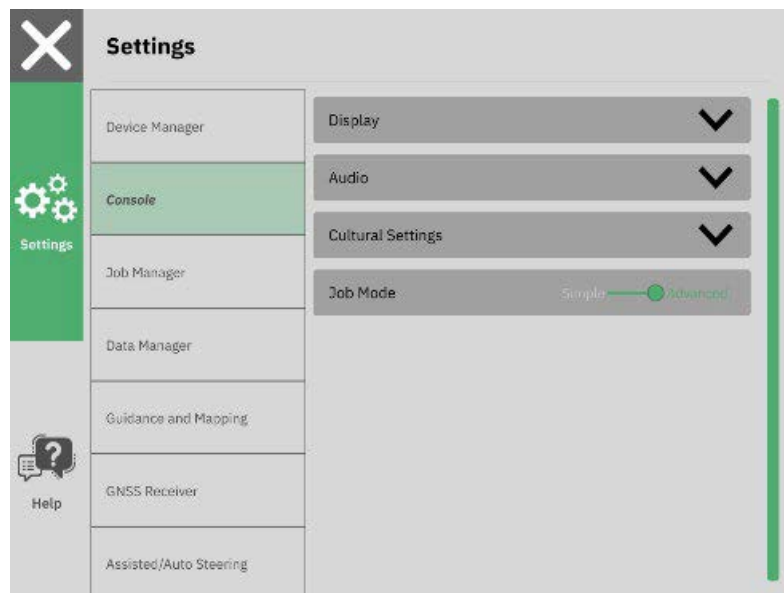 Settings
Settings
Help
Device Manager
Console
Job Manager
Data Manager
Guidance and Mapping
GNSS Receiver
Assisted/Auto Steering
Display
Audio
Cultural Settings
Job Mode
Simple
Advanced